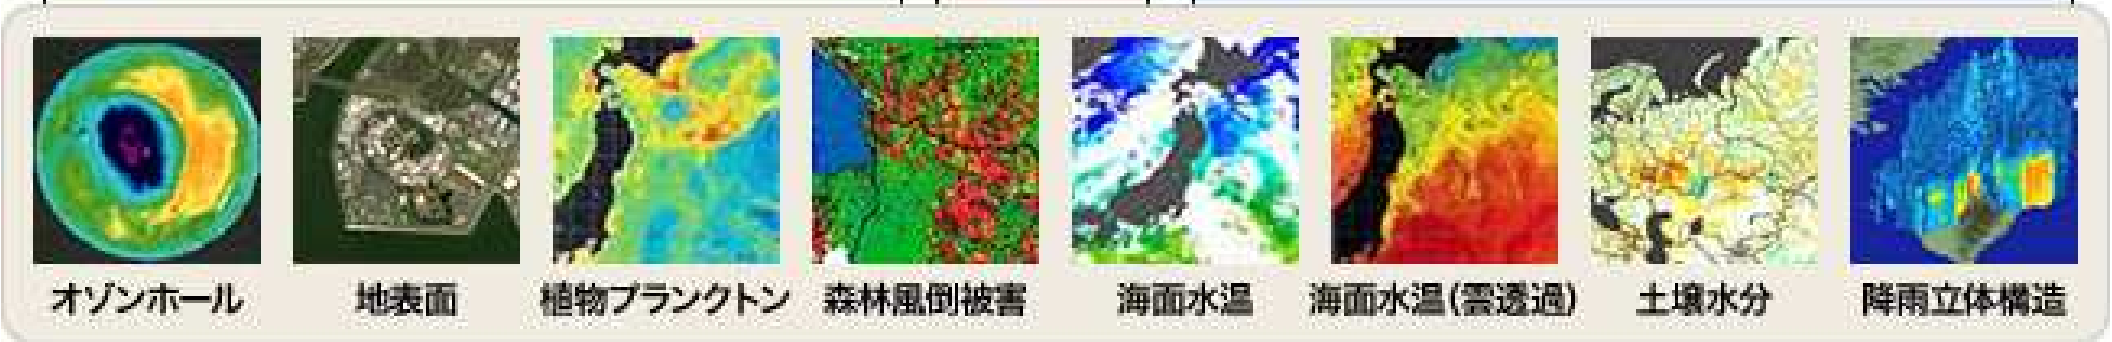 オゾンホール
地表面
植物プランクトン
森林風倒被害
海面水温
海面水温(雲透過)
土壌水分
降雨立体構造